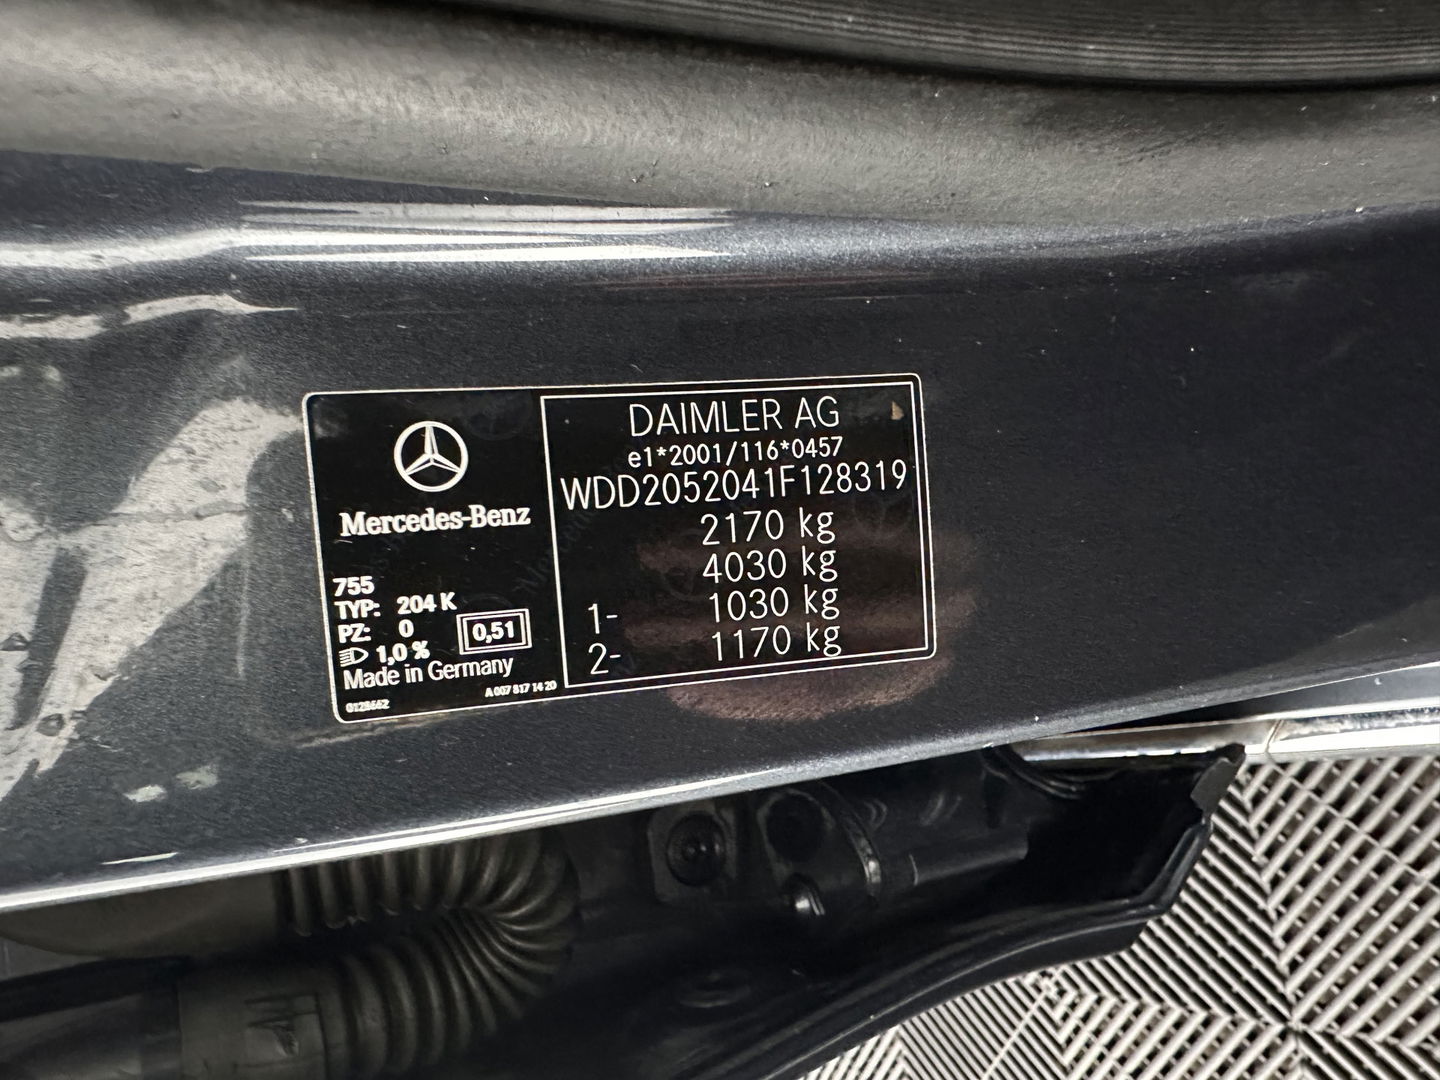 Mercedes-Benz
755
TYP: 204 K
PZ: 0
1,0 %
0,51
Made in Germany
A 007 817 14 20
DAIMLER AG
e1*2001/116*0457
WDD2052041F128319
2170 kg
4030 kg
1- 1030 kg
2- 1170 kg